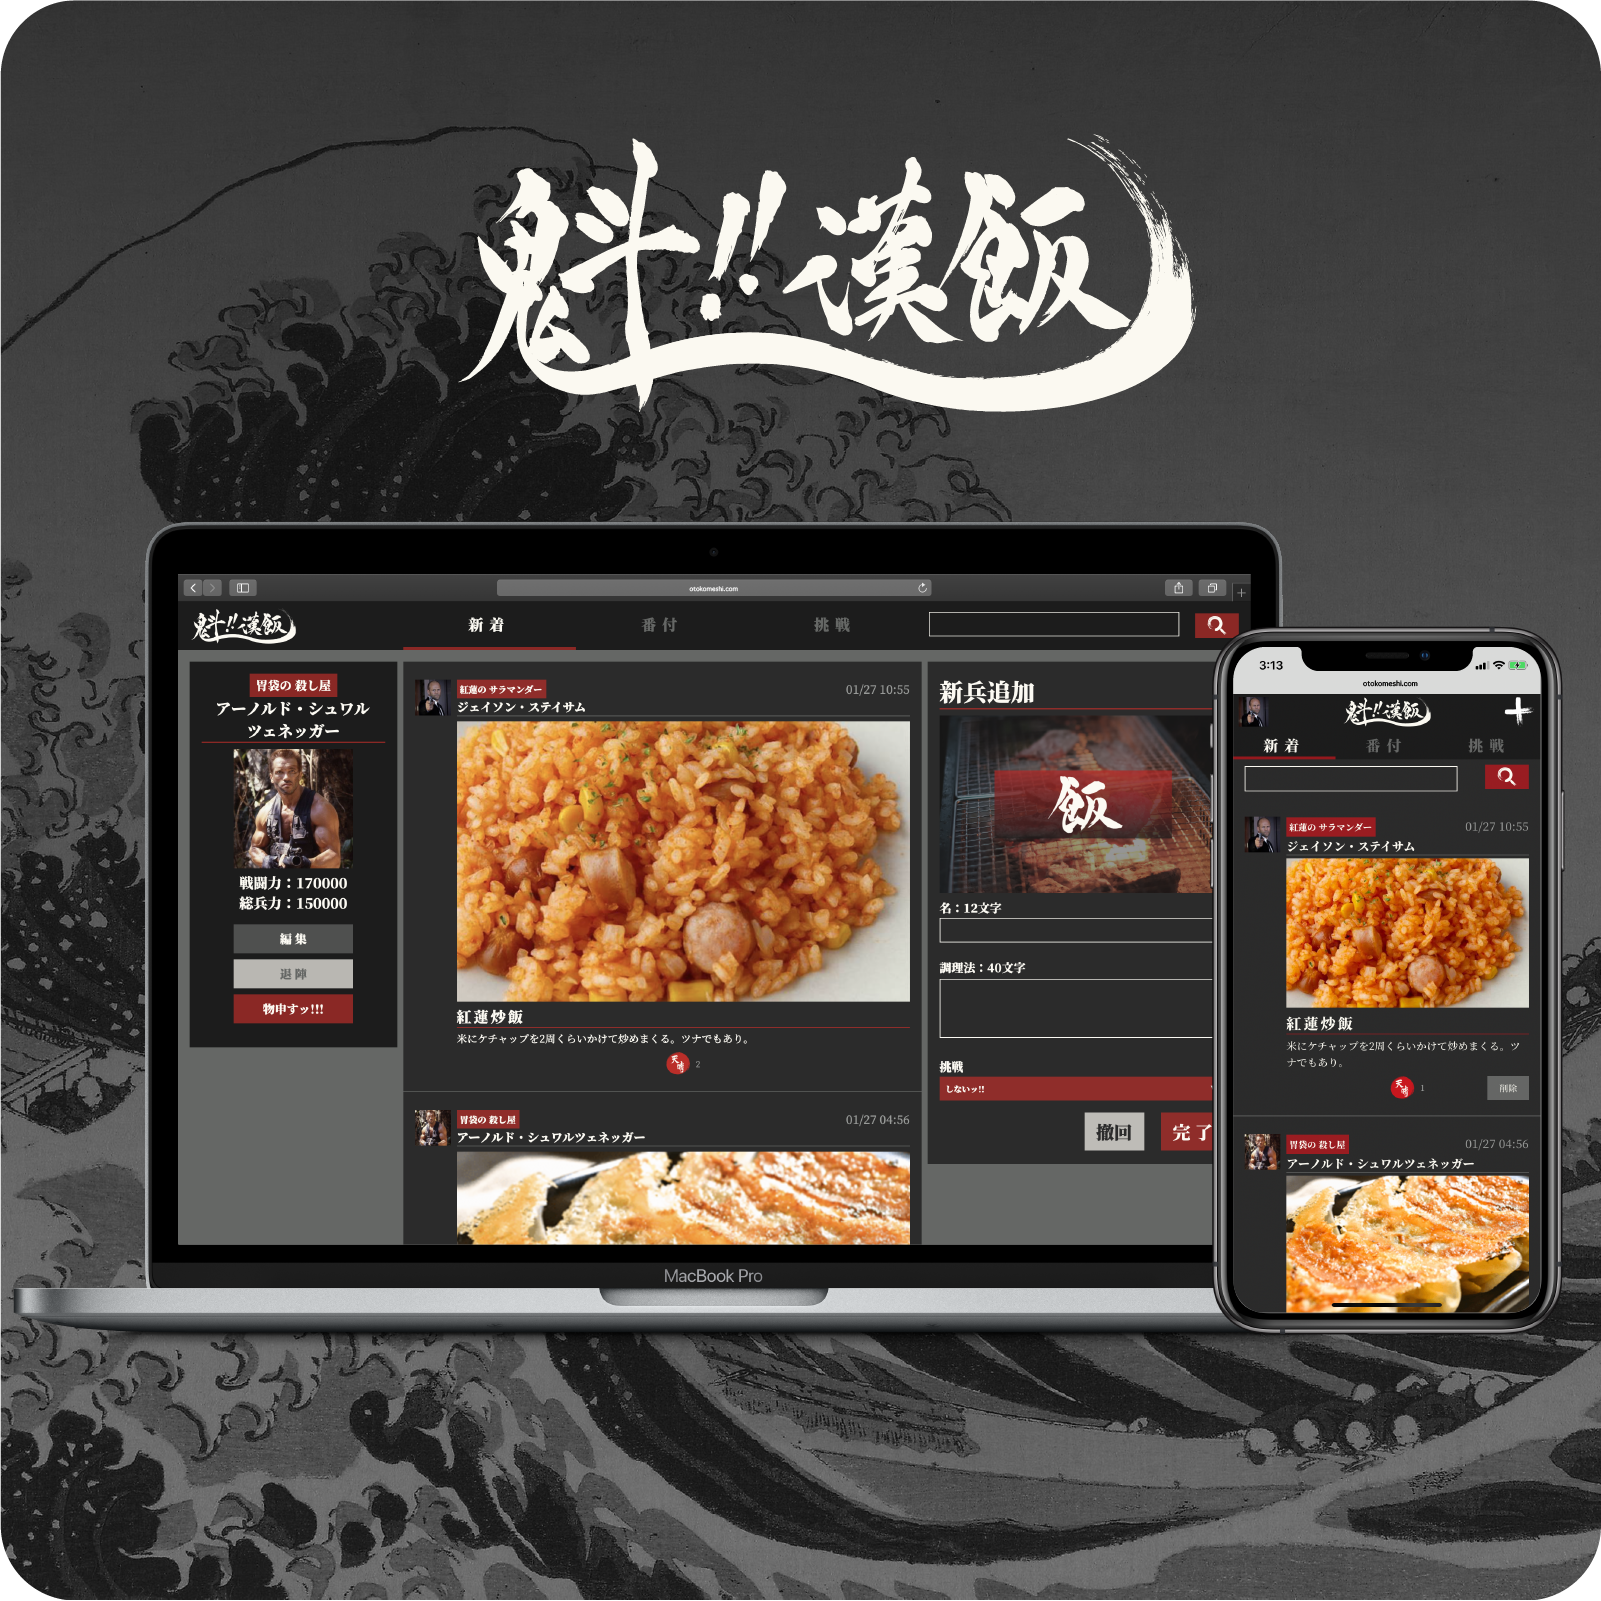 魁!!漢飯
otokomeshi.com
魁!!漢飯
新着
番付
挑戦
胃袋の 殺し屋
アーノルド・シュワル
ツェネッガー
戦闘力：170000
総兵力：150000
編集
退陣
物申すッ!!!
紅蓮の サラマンダー
01/27 10:55
ジェイソン・ステイサム
紅蓮炒飯
米にケチャップを2周くらいかけて炒めまくる。ツナでもあり。
天晴 2
胃袋の 殺し屋
01/27 04:56
アーノルド・シュワルツェネッガー
新兵追加
飯
名：12文字
調理法：40文字
挑戦
しないッ!!
撤回
完了
MacBook Pro
3:13
otokomeshi.com
魁!!漢飯
新着
番付
挑戦
紅蓮の サラマンダー
01/27 10:55
ジェイソン・ステイサム
紅蓮炒飯
米にケチャップを2周くらいかけて炒めまくる。ツ
ナでもあり。
天晴 1
削除
胃袋の 殺し屋
01/27 04:56
アーノルド・シュワルツェネッガー